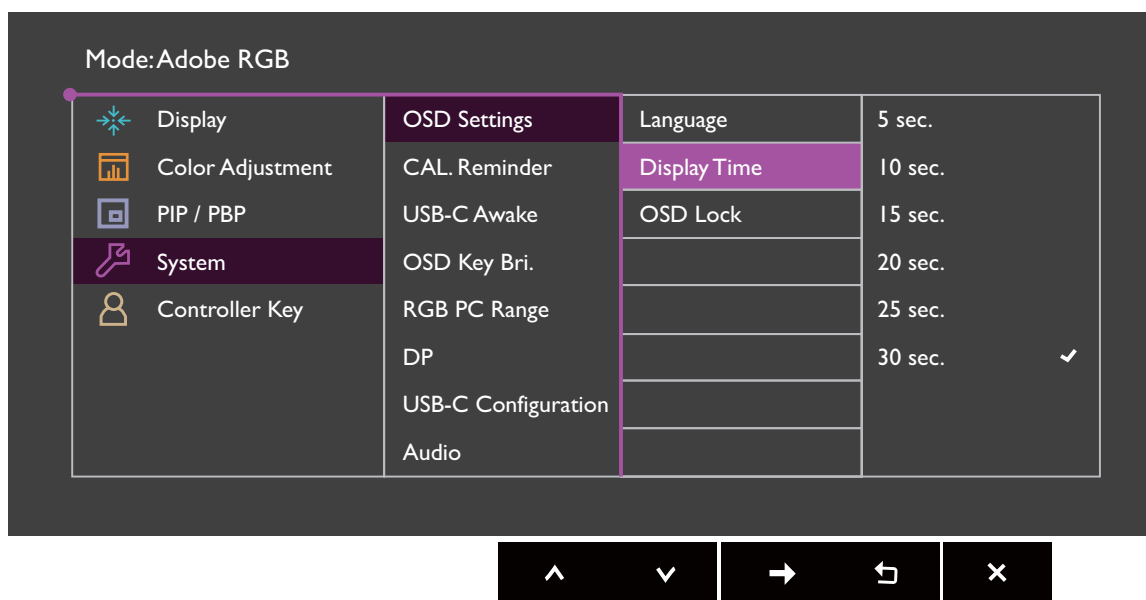 Mode: Adobe RGB
Display
Color Adjustment
PIP / PBP
System
Controller Key
OSD Settings
CAL. Reminder
USB-C Awake
OSD Key Bri.
RGB PC Range
DP
USB-C Configuration
Audio
Language
Display Time
OSD Lock
5 sec.
10 sec.
15 sec.
20 sec.
25 sec.
30 sec.